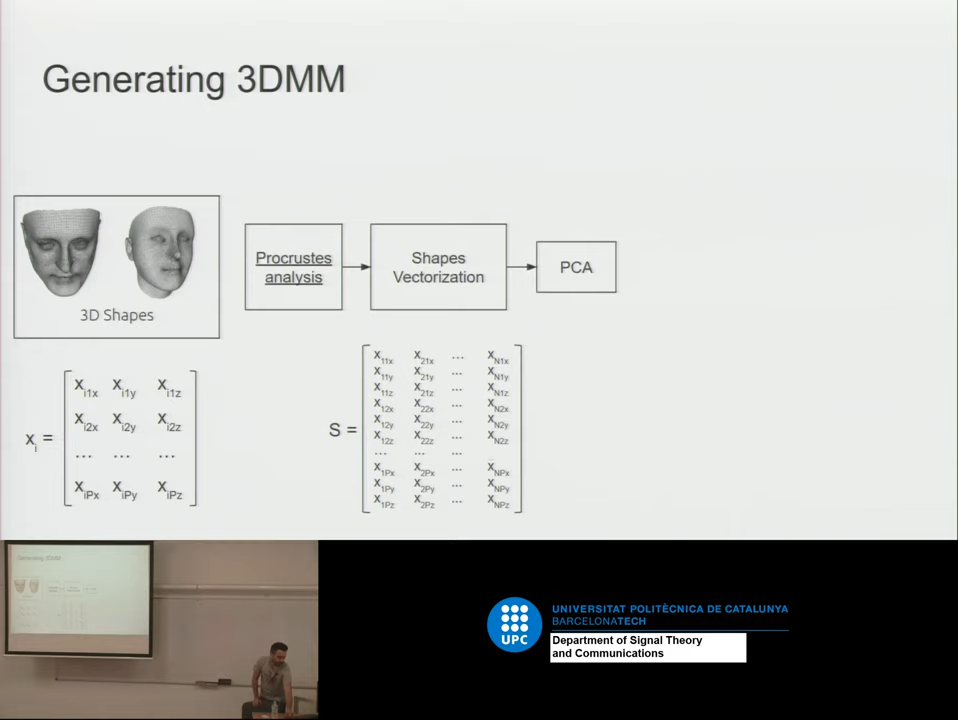 Generating 3DMM
3D Shapes
Procrustes
analysis
Shapes
Vectorization
PCA
x_i =
x_i1x x_i1y x_i1z
x_i2x x_i2y x_i2z
... ... ...
x_iPx x_iPy x_iPz
S =
x_11x x_21x ... x_N1x
x_11y x_21y ... x_N1y
x_11z x_21z ... x_N1z
x_12x x_22x ... x_N2x
x_12y x_22y ... x_N2y
x_12z x_22z ... x_N2z
... ... ...
x_1Px x_2Px ... x_NPx
x_1Py x_2Py ... x_NPy
x_1Pz x_2Pz ... x_NPz
Generating 3DMM
UPC
UNIVERSITAT POLITÈCNICA DE CATALUNYA
BARCELONATECH
Department of Signal Theory
and Communications